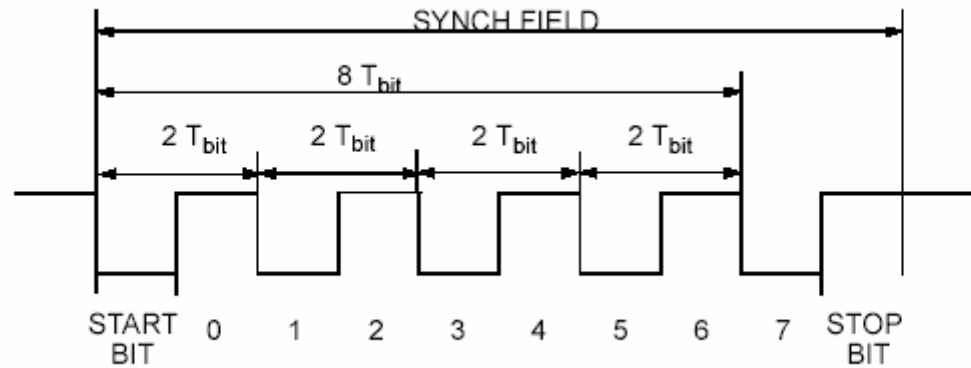 SYNCH FIELD
8 Tbit
2 Tbit 2 Tbit 2 Tbit 2 Tbit
START BIT 0 1 2 3 4 5 6 7 STOP BIT